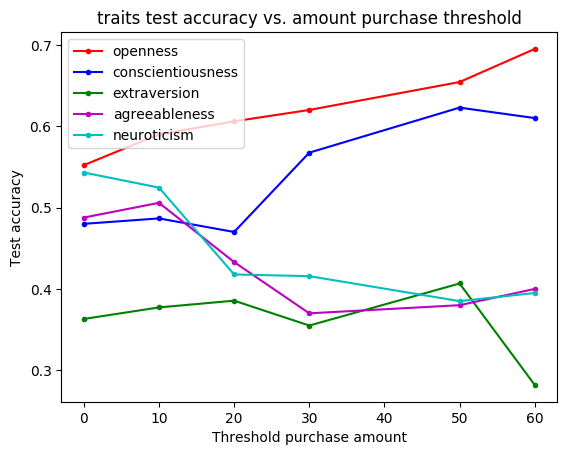 traits test accuracy vs. amount purchase threshold
openness
conscientiousness
extraversion
agreeableness
neuroticism
Test accuracy
0.7
0.6
0.5
0.4
0.3
0 10 20 30 40 50 60
Threshold purchase amount